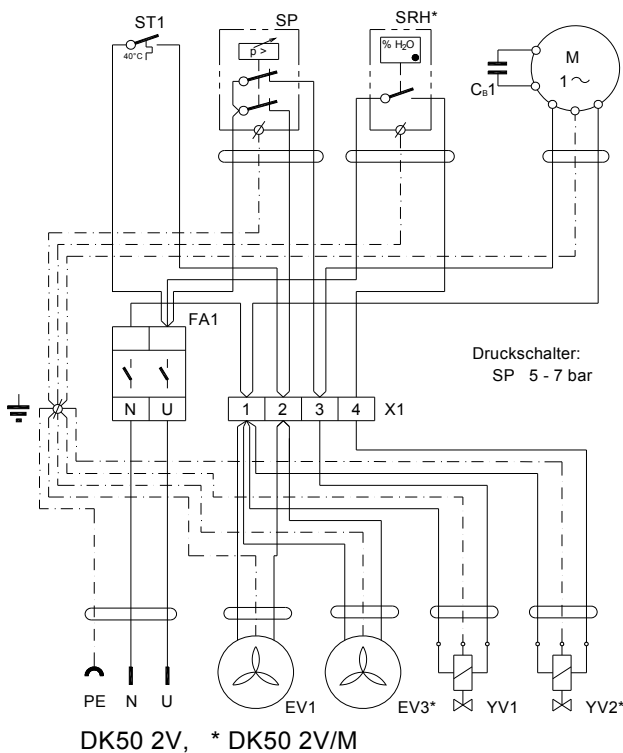 ST1
SP
SRH*
40°C
p >
% H₂O
M
1 ~
CB1
FA1
N U
1 2 3 4 X1
Druckschalter:
SP 5 - 7 bar
PE N U
EV1
EV3*
YV1
YV2*
DK50 2V, * DK50 2V/M